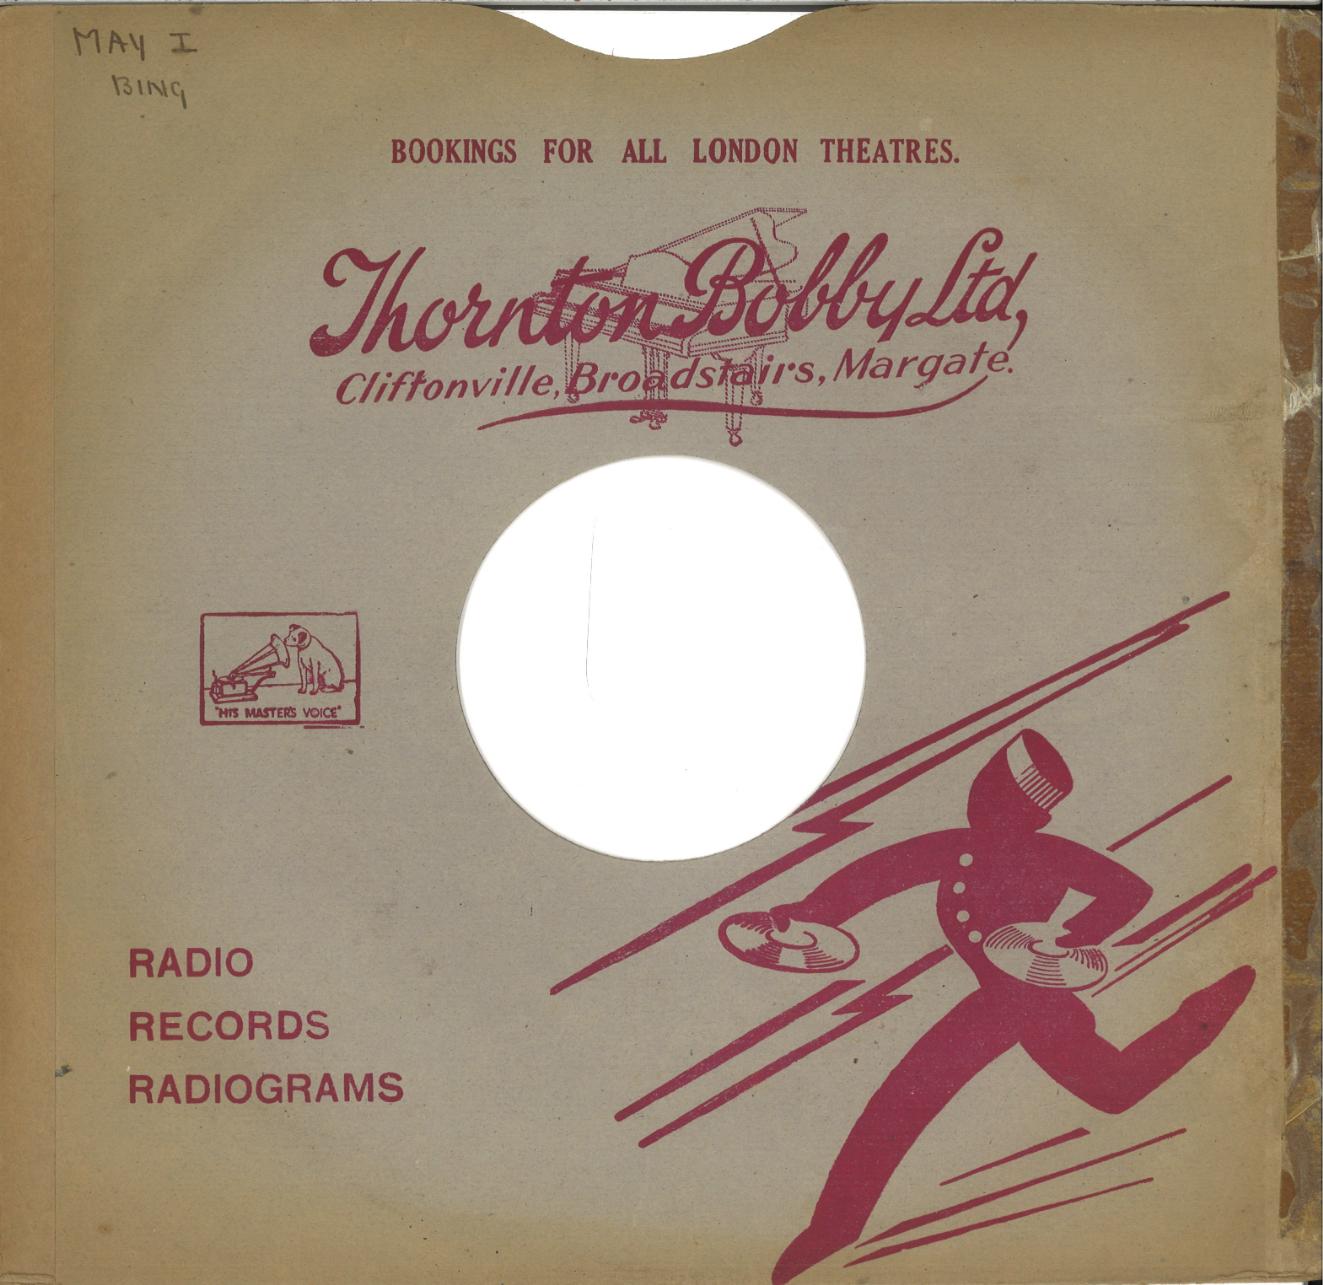 MAY I
BING
BOOKINGS FOR ALL LONDON THEATRES.
Thornton Bobby Ltd,
Cliftonville, Broadstairs, Margate.
"HIS MASTER'S VOICE"
RADIO
RECORDS
RADIOGRAMS